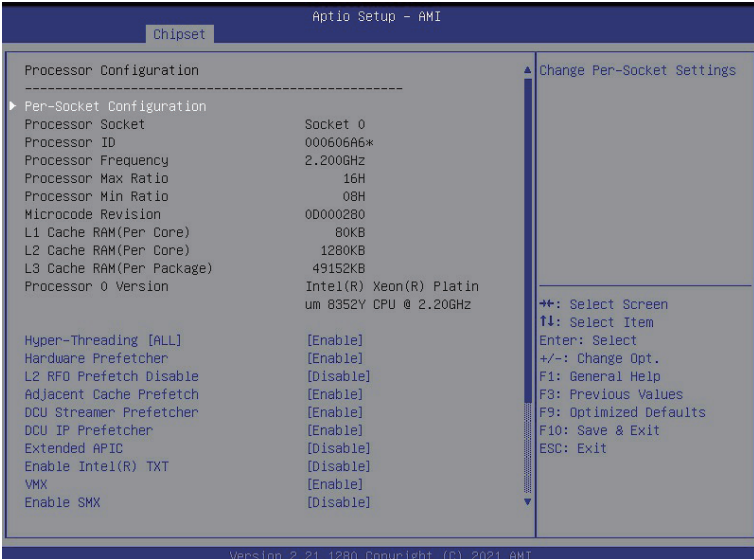 Aptio Setup – AMI
Chipset
Processor Configuration
--------------------------------------------------
Per-Socket Configuration
Processor Socket Socket 0
Processor ID 000606A6*
Processor Frequency 2.200GHz
Processor Max Ratio 16H
Processor Min Ratio 08H
Microcode Revision 0D000280
L1 Cache RAM(Per Core) 80KB
L2 Cache RAM(Per Core) 1280KB
L3 Cache RAM(Per Package) 49152KB
Processor 0 Version Intel(R) Xeon(R) Platin
um 8352Y CPU @ 2.20GHz
Hyper-Threading [ALL] [Enable]
Hardware Prefetcher [Enable]
L2 RFO Prefetch Disable [Disable]
Adjacent Cache Prefetch [Enable]
DCU Streamer Prefetcher [Enable]
DCU IP Prefetcher [Enable]
Extended APIC [Disable]
Enable Intel(R) TXT [Disable]
VMX [Enable]
Enable SMX [Disable]
Change Per-Socket Settings
→←: Select Screen
↑↓: Select Item
Enter: Select
+/-: Change Opt.
F1: General Help
F3: Previous Values
F9: Optimized Defaults
F10: Save & Exit
ESC: Exit
Version 2.21.1280 Copyright (C) 2021 AMI